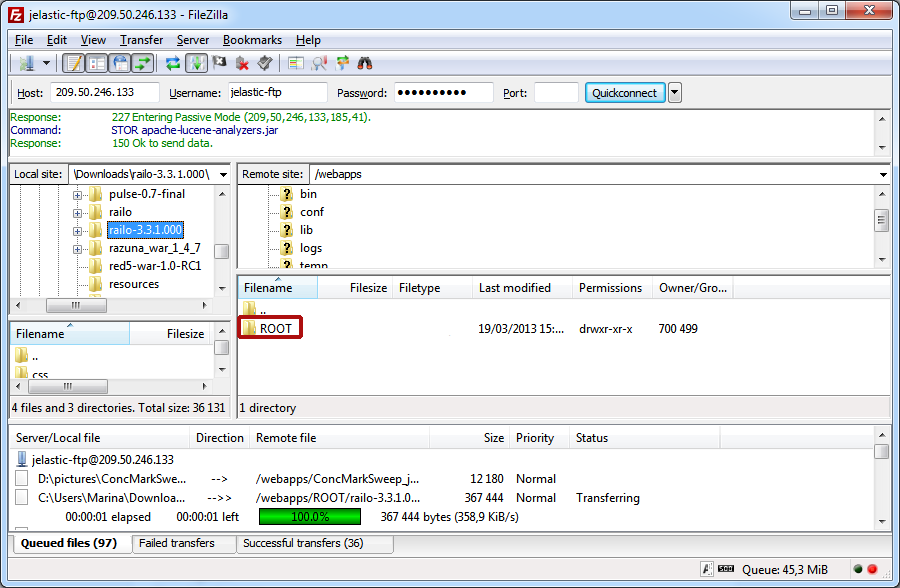 jelastic-ftp@209.50.246.133 - FileZilla
File Edit View Transfer Server Bookmarks Help
Host: 209.50.246.133 Username: jelastic-ftp Password: ●●●●●●●●●● Port: Quickconnect
Response: 227 Entering Passive Mode (209,50,246,133,185,41).
Command: STOR apache-lucene-analyzers.jar
Response: 150 Ok to send data.
Local site: \Downloads\railo-3.3.1.000\
pulse-0.7-final
railo
railo-3.3.1.000
razuna_war_1_4_7
red5-war-1.0-RC1
resources
Filename Filesize
..
css
4 files and 3 directories. Total size: 36 131
Remote site: /webapps
bin
conf
lib
logs
temp
Filename Filesize Filetype Last modified Permissions Owner/Gro...
..
ROOT 19/03/2013 15:... drwxr-xr-x 700 499
1 directory
Server/Local file Direction Remote file Size Priority Status
jelastic-ftp@209.50.246.133
D:\pictures\ConcMarkSwe... --> /webapps/ConcMarkSweep_j... 12 180 Normal
C:\Users\Marina\Downloa... -->> /webapps/ROOT/railo-3.3.1.0... 367 444 Normal Transferring
00:00:01 elapsed 00:00:01 left 100.0% 367 444 bytes (358,9 KiB/s)
Queued files (97) Failed transfers Successful transfers (36)
Queue: 45,3 MiB